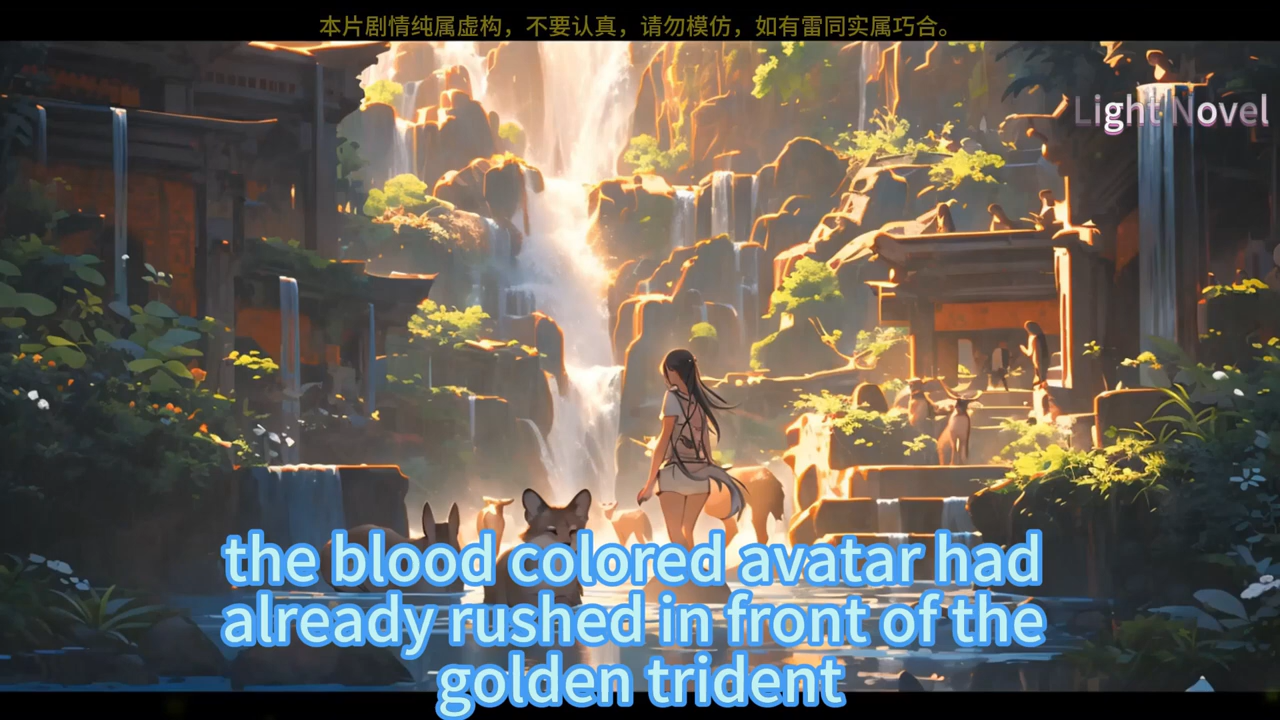 本片剧情纯属虚构，不要认真，请勿模仿，如有雷同实属巧合。
Light Novel
the blood colored avatar had
already rushed in front of the
golden trident